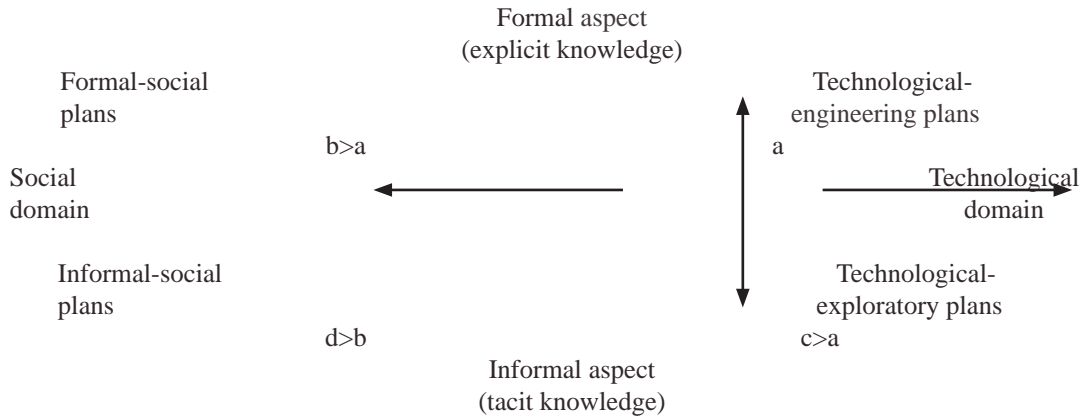 Formal aspect
(explicit knowledge)
Formal-social
plans
Technological-
engineering plans
b>a
a
Social
domain
Technological
domain
Informal-social
plans
Technological-
exploratory plans
d>b
c>a
Informal aspect
(tacit knowledge)